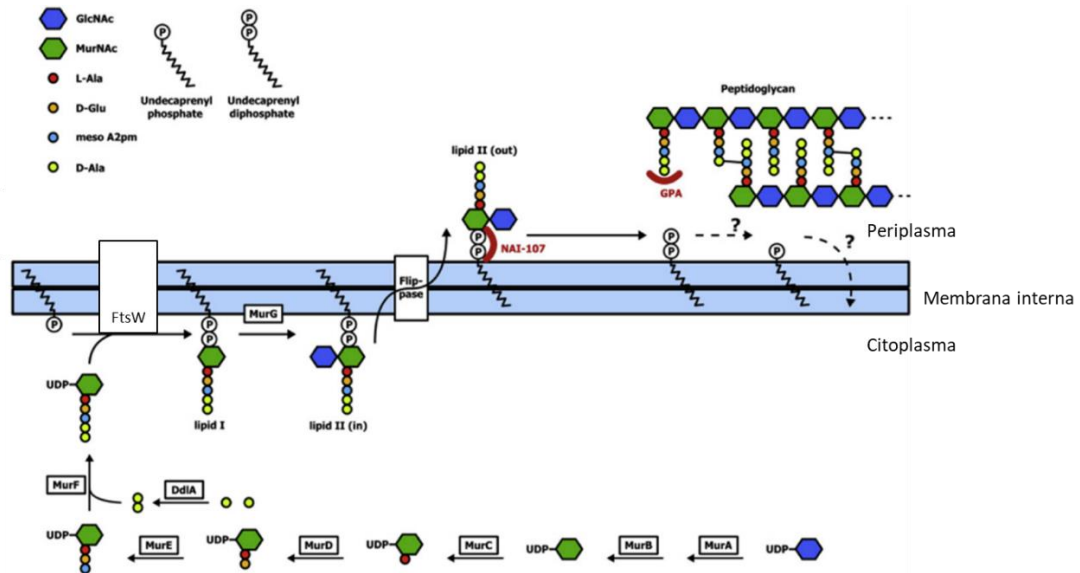 GlcNAc
MurNAc
L-Ala
D-Glu
meso A2pm
D-Ala
P
P
P
Undecaprenyl
phosphate
Undecaprenyl
diphosphate
Peptidoglycan
GPA
lipid II (out)
P
P
NAI-107
P
P
?
P
?
Periplasma
Membrana interna
Citoplasma
P
FtsW
P
P
MurG
P
P
Flip-
pase
UDP
lipid I
lipid II (in)
MurF
DdlA
UDP
MurE
UDP
MurD
UDP
MurC
UDP
MurB
MurA
UDP